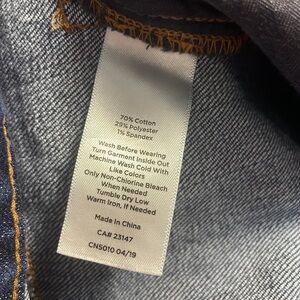 70% Cotton
29% Polyester
1% Spandex
Wash Before Wearing
Turn Garment Inside Out
Machine Wash Cold With
Like Colors
Only Non-Chlorine Bleach
When Needed
Tumble Dry Low
Warm Iron, If Needed
Made in China
CA# 23147
CN5010 04/19